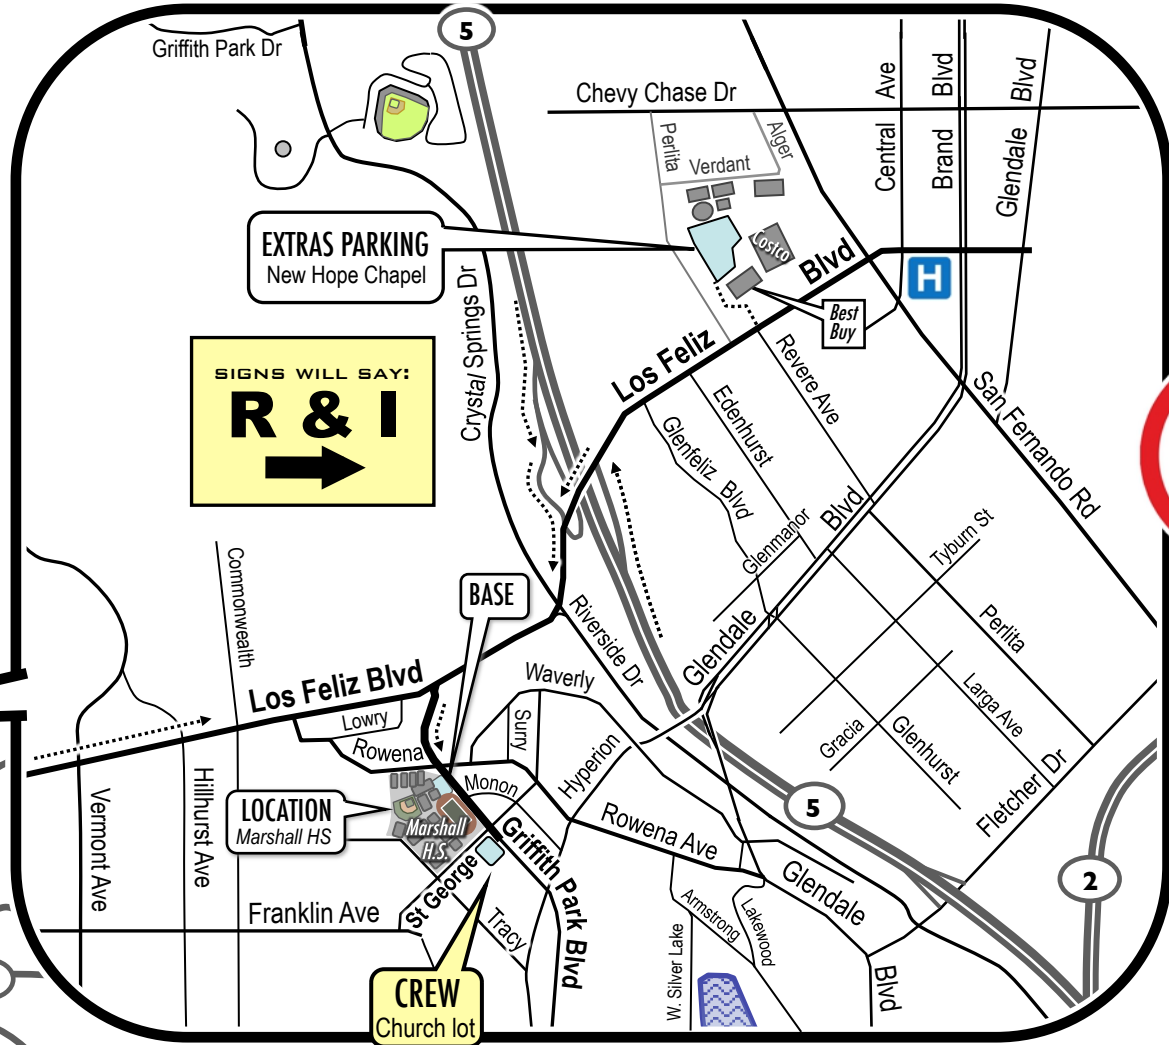 5
Griffith Park Dr
Chevy Chase Dr
Central
Ave
Brand
Blvd
Glendale
Blvd
Perlita
Alger
Verdant
EXTRAS PARKING
New Hope Chapel
Costco
Blvd
H
Best
Buy
SIGNS WILL SAY:
R & I
Crystal Springs Dr
Los Feliz
Revere Ave
Edenhurst
Glenfeliz Blvd
San Fernando Rd
Blvd
Glenmanor
Tyburn St
Commonwealth
BASE
Riverside Dr
Glendale
Perlita
Waverly
Los Feliz Blvd
Lowry
Surry
Larga Ave
Rowena
Hyperion
Gracia
Glenhurst
Fletcher Dr
Monon
Vermont Ave
Hillhurst Ave
LOCATION
Marshall HS
Marshall
H.S.
5
Griffith Park Blvd
Rowena Ave
2
Glendale
St George
Franklin Ave
Tracy
Armstrong
Lakewood
W. Silver Lake
Blvd
CREW
Church lot